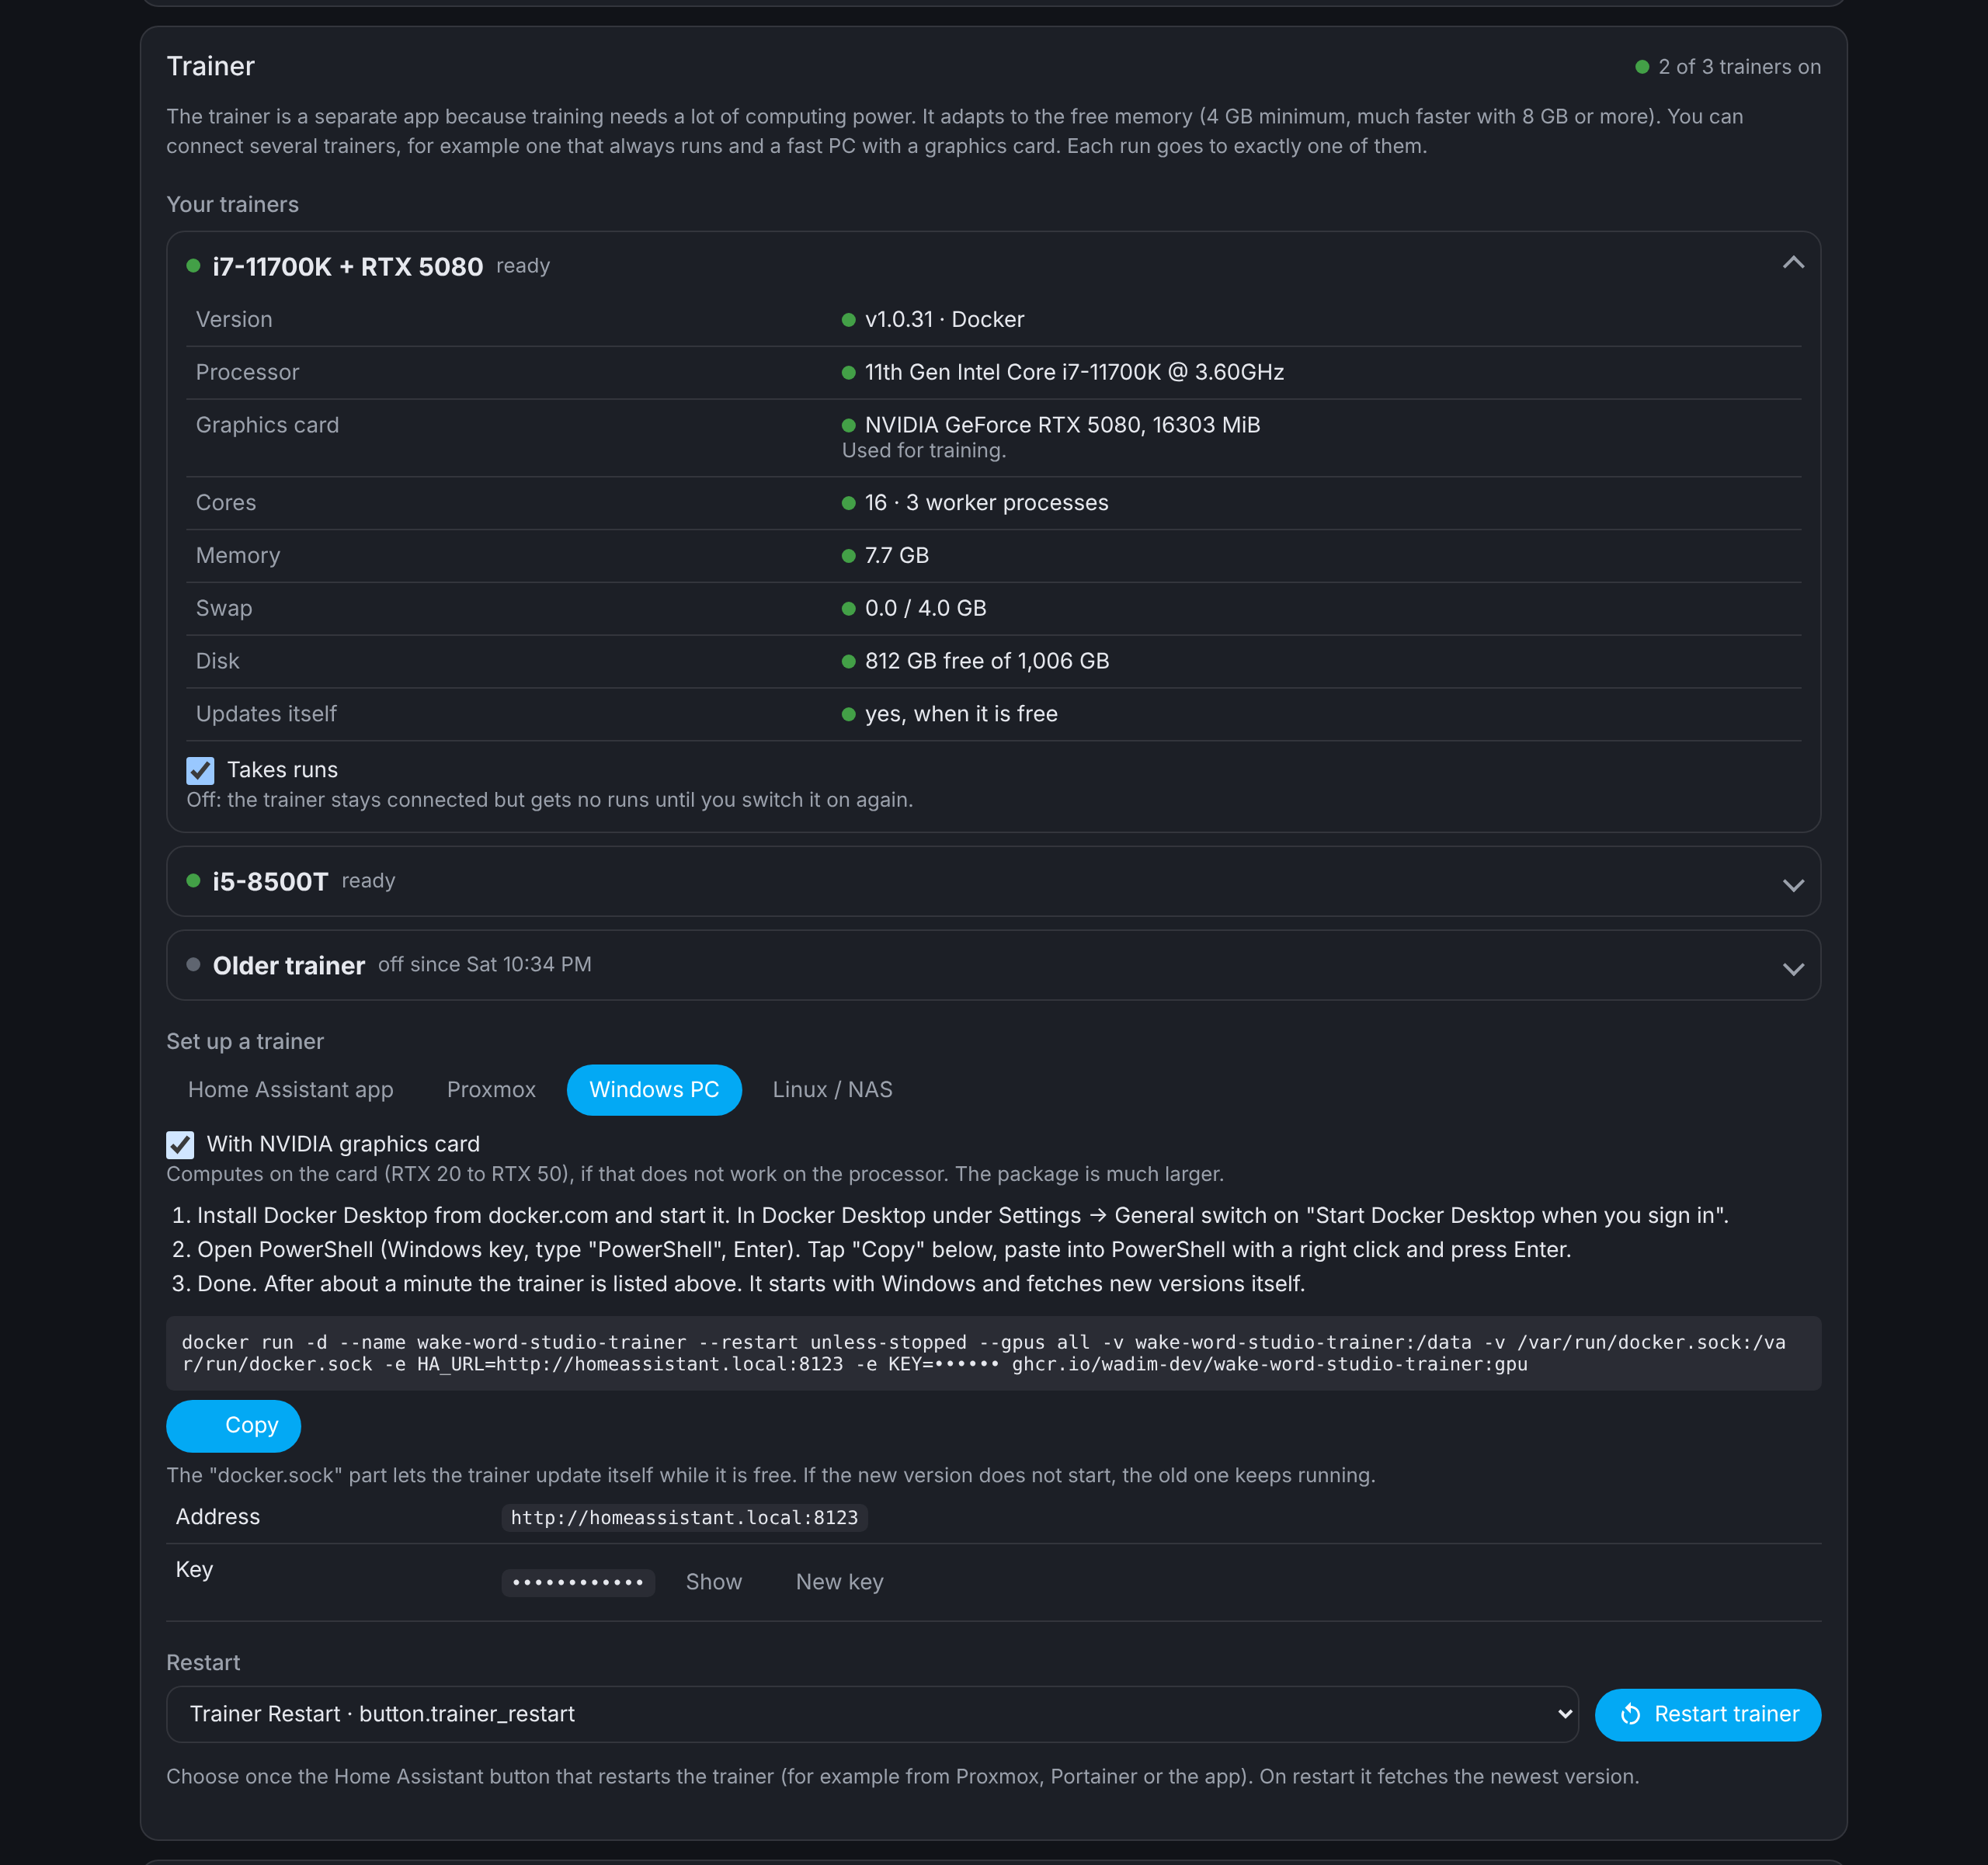 Trainer
2 of 3 trainers on
The trainer is a separate app because training needs a lot of computing power. It adapts to the free memory (4 GB minimum, much faster with 8 GB or more). You can
connect several trainers, for example one that always runs and a fast PC with a graphics card. Each run goes to exactly one of them.
Your trainers
i7-11700K + RTX 5080 ready
Version
v1.0.31 · Docker
Processor
11th Gen Intel Core i7-11700K @ 3.60GHz
Graphics card
NVIDIA GeForce RTX 5080, 16303 MiB
Used for training.
Cores
16 · 3 worker processes
Memory
7.7 GB
Swap
0.0 / 4.0 GB
Disk
812 GB free of 1,006 GB
Updates itself
yes, when it is free
Takes runs
Off: the trainer stays connected but gets no runs until you switch it on again.
i5-8500T ready
Older trainer off since Sat 10:34 PM
Set up a trainer
Home Assistant app Proxmox Windows PC Linux / NAS
With NVIDIA graphics card
Computes on the card (RTX 20 to RTX 50), if that does not work on the processor. The package is much larger.
1. Install Docker Desktop from docker.com and start it. In Docker Desktop under Settings → General switch on "Start Docker Desktop when you sign in".
2. Open PowerShell (Windows key, type "PowerShell", Enter). Tap "Copy" below, paste into PowerShell with a right click and press Enter.
3. Done. After about a minute the trainer is listed above. It starts with Windows and fetches new versions itself.
docker run -d --name wake-word-studio-trainer --restart unless-stopped --gpus all -v wake-word-studio-trainer:/data -v /var/run/docker.sock:/va
r/run/docker.sock -e HA_URL=http://homeassistant.local:8123 -e KEY=•••••• ghcr.io/wadim-dev/wake-word-studio-trainer:gpu
Copy
The "docker.sock" part lets the trainer update itself while it is free. If the new version does not start, the old one keeps running.
Address
http://homeassistant.local:8123
Key
•••••••••••• Show New key
Restart
Trainer Restart · button.trainer_restart
Restart trainer
Choose once the Home Assistant button that restarts the trainer (for example from Proxmox, Portainer or the app). On restart it fetches the newest version.